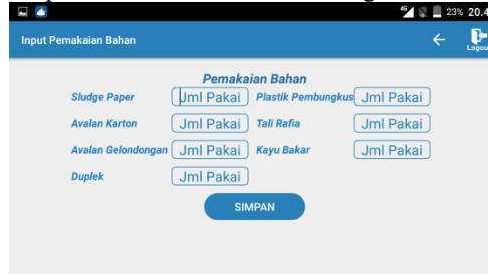 23% 20.4
Input Pemakaian Bahan
Logou
Pemakaian Bahan
Sludge Paper Jml Pakai Plastik Pembungkus Jml Pakai
Avalan Karton Jml Pakai Tali Rafia Jml Pakai
Avalan Gelondongan Jml Pakai Kayu Bakar Jml Pakai
Duplek Jml Pakai
SIMPAN